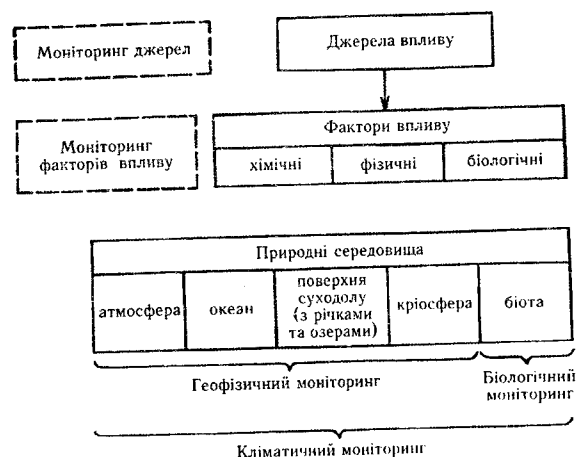 Моніторинг джерел
Джерела впливу
Моніторинг
факторів впливу
Фактори впливу
хімічні
фізичні
біологічні
Природні середовища
атмосфера
океан
поверхня
суходолу
(з річками
та озерами)
кріосфера
біота
Геофізичний моніторинг
Біологічний
моніторинг
Кліматичний моніторинг